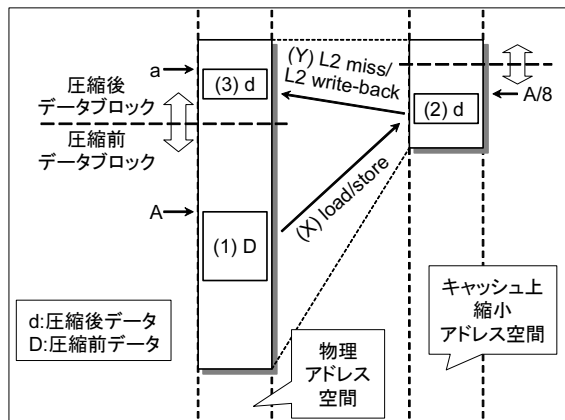 (Y) L2 miss/
L2 write-back
a
(3) d
圧縮後
データブロック
A/8
(2) d
圧縮前
データブロック
A
(1) D
(X) load/store
キャッシュ上
縮小
アドレス空間
d:圧縮後データ
D:圧縮前データ
物理
アドレス
空間